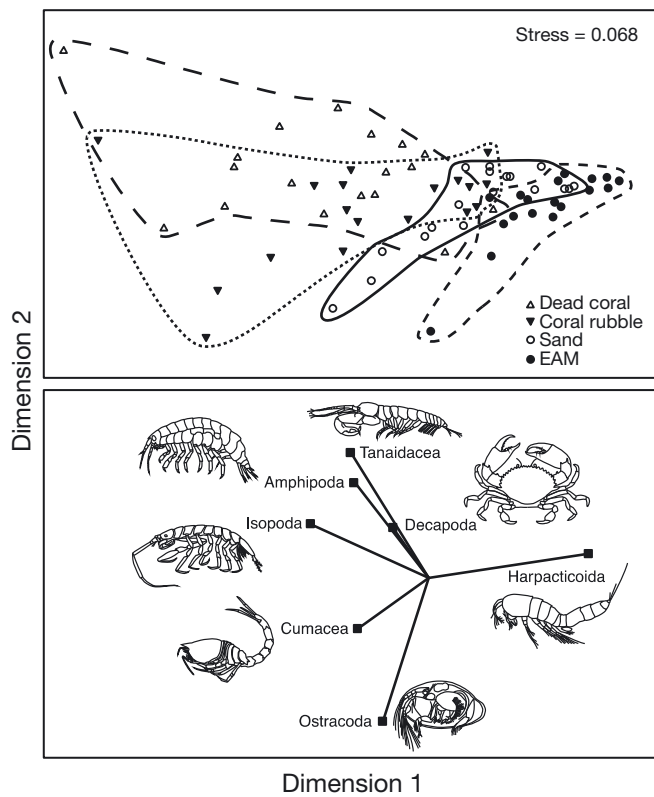 Stress = 0.068
Dead coral
Coral rubble
Sand
EAM
Dimension 2
Tanaidacea
Amphipoda
Isopoda
Decapoda
Harpacticoida
Cumacea
Ostracoda
Dimension 1